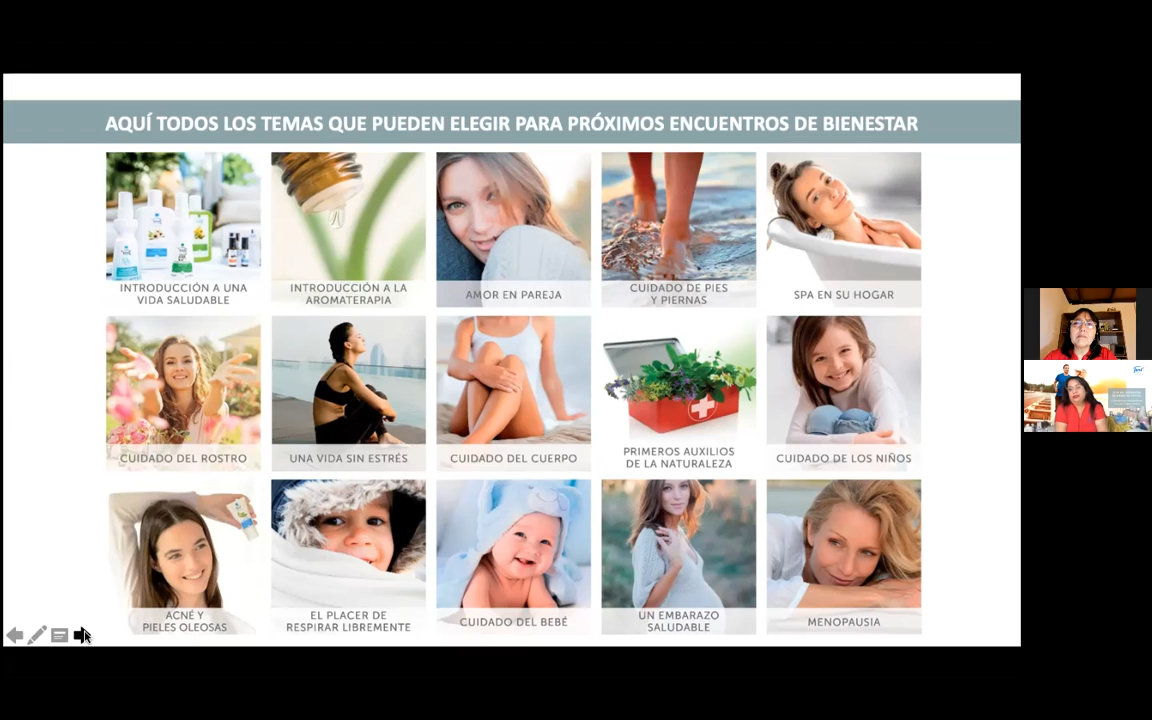 AQUÍ TODOS LOS TEMAS QUE PUEDEN ELEGIR PARA PRÓXIMOS ENCUENTROS DE BIENESTAR
INTRODUCCIÓN A UNA
VIDA SALUDABLE
INTRODUCCIÓN A LA
AROMATERAPIA
AMOR EN PAREJA
CUIDADO DE PIES
Y PIERNAS
SPA EN SU HOGAR
CUIDADO DEL ROSTRO
UNA VIDA SIN ESTRÉS
CUIDADO DEL CUERPO
PRIMEROS AUXILIOS
DE LA NATURALEZA
CUIDADO DE LOS NIÑOS
ACNÉ Y
PIELES OLEOSAS
EL PLACER DE
RESPIRAR LIBREMENTE
CUIDADO DEL BEBÉ
UN EMBARAZO
SALUDABLE
MENOPAUSIA